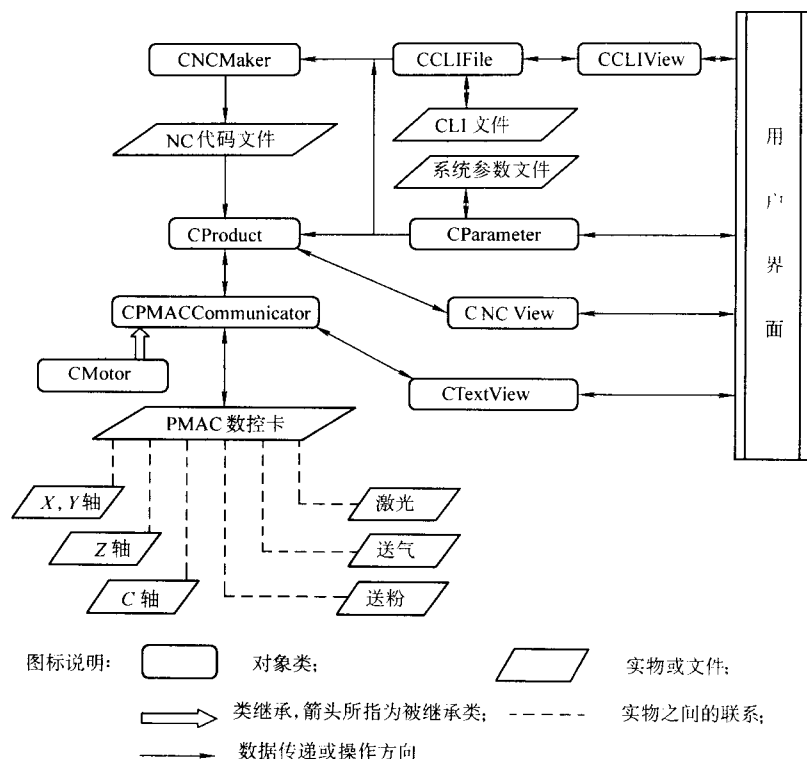 CNCMaker
CCLIFile
CCLIView
NC 代码文件
CLI 文件
系统参数文件
CProduct
CParameter
CPMACCommunicator
CNC View
CMotor
CTextView
PMAC 数控卡
用户界面
X, Y 轴
激光
Z 轴
送气
C 轴
送粉
图标说明:
对象类;
实物或文件;
类继承,箭头所指为被继承类;
实物之间的联系;
数据传递或操作方向